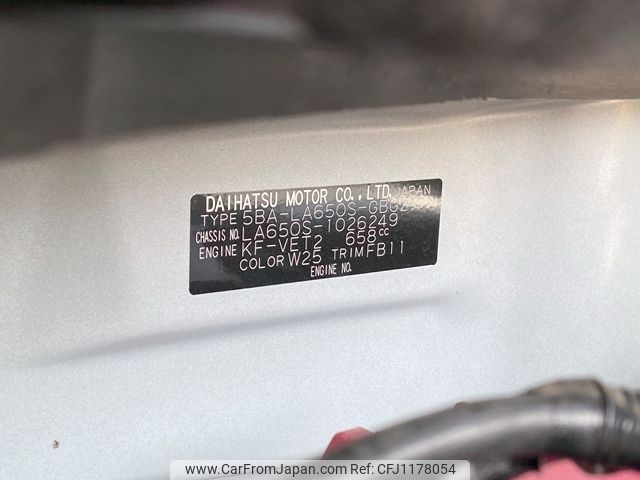 DAIHATSU MOTOR CO., LTD. JAPAN
TYPE 5BA-LA650S-GBGZ
CHASSIS NO. LA650S-1026249
ENGINE KF-VET2 658cc
COLOR W25 TRIM FB11
ENGINE NO.
www.CarFromJapan.com CFJ1178054